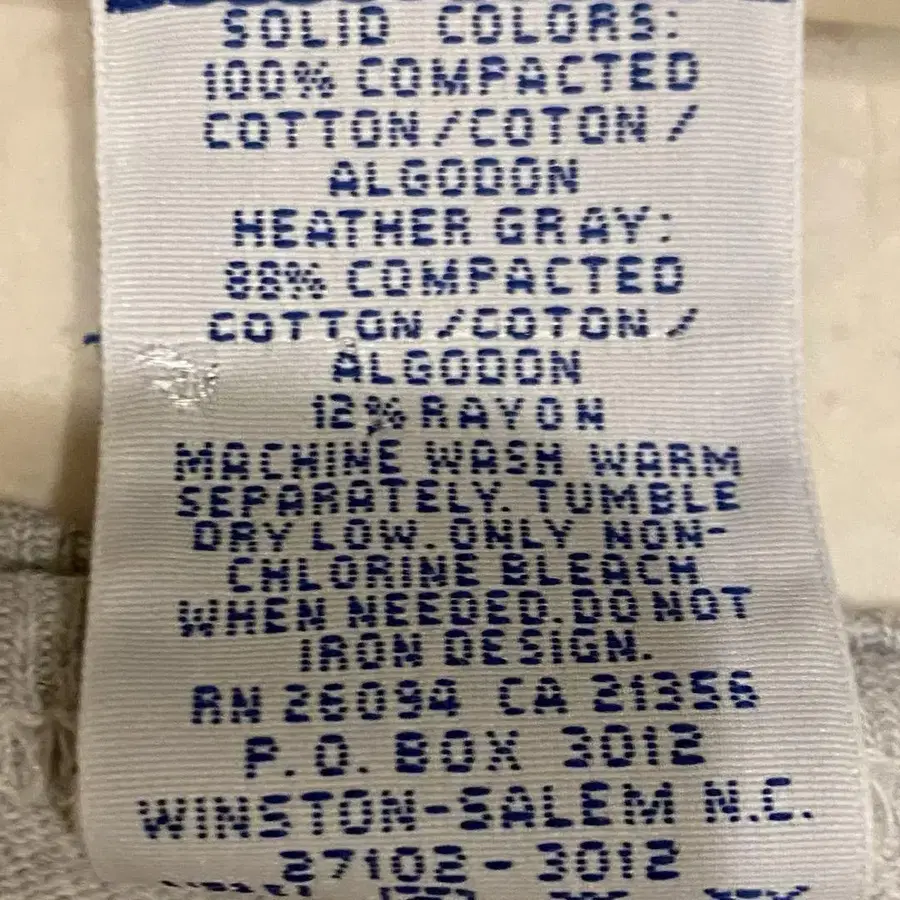 SOLID COLORS:
100% COMPACTED
COTTON/COTON/
ALGODON
HEATHER GRAY:
88% COMPACTED
COTTON/COTON/
ALGODON
12% RAYON
MACHINE WASH WARM
SEPARATELY. TUMBLE
DRY LOW. ONLY NON-
CHLORINE BLEACH
WHEN NEEDED. DO NOT
IRON DESIGN.
RN 26094 CA 21356
P.O. BOX 3012
WINSTON-SALEM N.C.
27102-3012